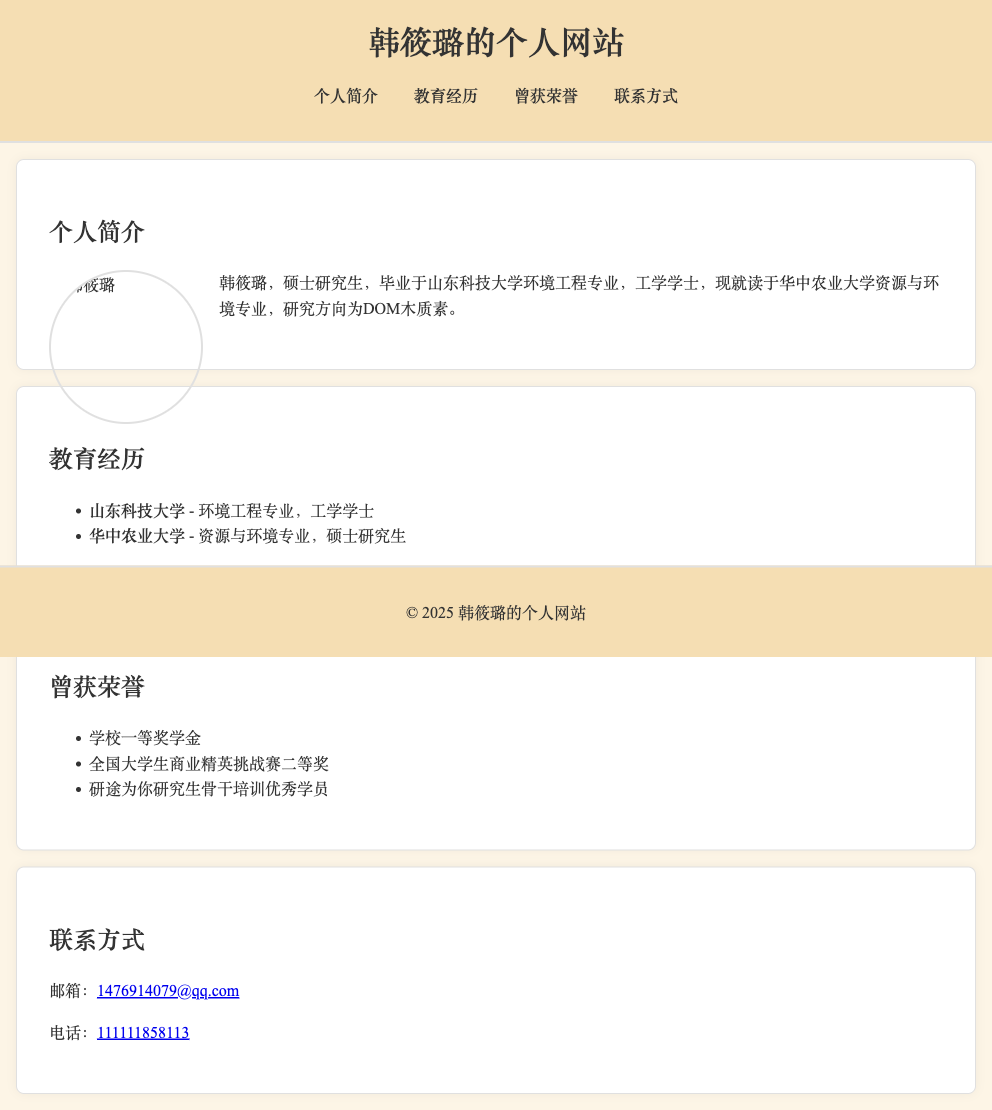 韩筱璐的个人网站
个人简介 教育经历 曾获荣誉 联系方式
个人简介
筱璐
韩筱璐，硕士研究生，毕业于山东科技大学环境工程专业，工学学士，现就读于华中农业大学资源与环
境专业，研究方向为DOM木质素。
教育经历
• 山东科技大学 - 环境工程专业，工学学士
• 华中农业大学 - 资源与环境专业，硕士研究生
© 2025 韩筱璐的个人网站
曾获荣誉
• 学校一等奖学金
• 全国大学生商业精英挑战赛二等奖
• 研途为你研究生骨干培训优秀学员
联系方式
邮箱：1476914079@qq.com
电话：111111858113